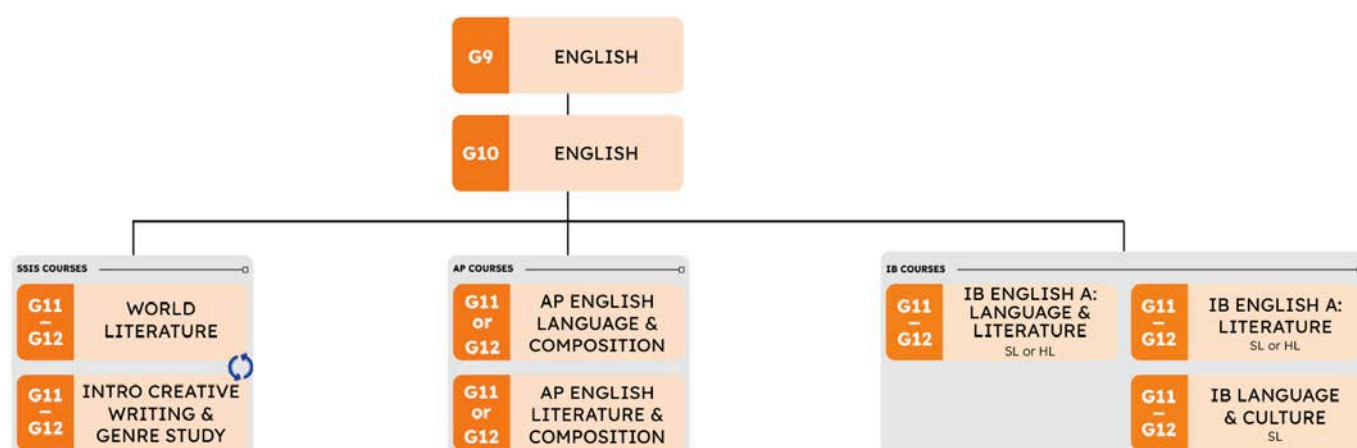 G9
ENGLISH
G10
ENGLISH
SSIS COURSES
G11
–
G12
WORLD
LITERATURE
G11
–
G12
INTRO CREATIVE
WRITING &
GENRE STUDY
AP COURSES
G11
or
G12
AP ENGLISH
LANGUAGE &
COMPOSITION
G11
or
G12
AP ENGLISH
LITERATURE &
COMPOSITION
IB COURSES
G11
–
G12
IB ENGLISH A:
LANGUAGE &
LITERATURE
SL or HL
G11
–
G12
IB ENGLISH A:
LITERATURE
SL or HL
G11
–
G12
IB LANGUAGE
& CULTURE
SL